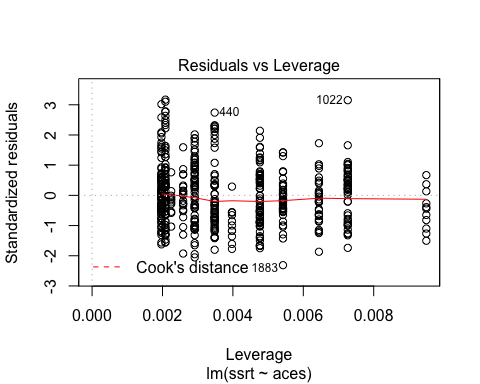 Residuals vs Leverage
Standardized residuals
3
2
1
0
-1
-2
-3
440
1022
1883
Cook's distance
0.000 0.002 0.004 0.006 0.008
Leverage
lm(ssrt ~ aces)